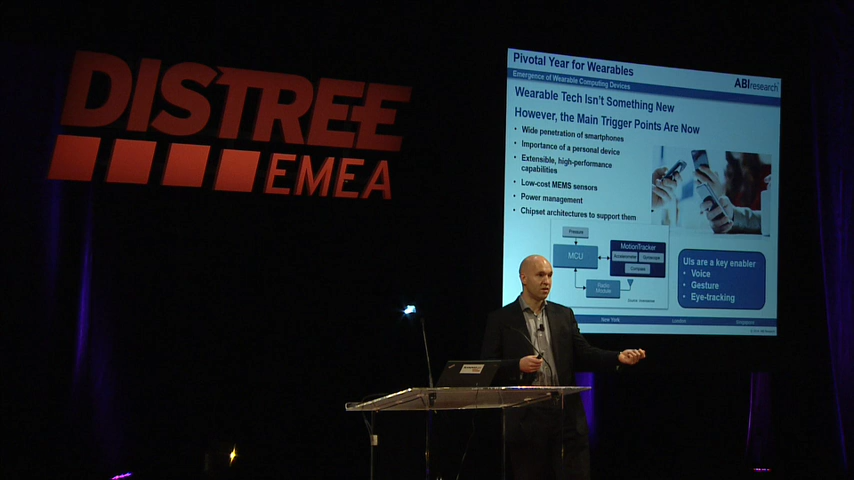 DISTREE
EMEA
Pivotal Year for Wearables
Emergence of Wearable Computing Devices
ABIresearch
Wearable Tech Isn't Something New
However, the Main Trigger Points Are Now
• Wide penetration of smartphones
• Importance of a personal device
• Extensible, high-performance
capabilities
• Low-cost MEMS sensors
• Power management
• Chipset architectures to support them
Pressure
MCU
MotionTracker
Accelerometer
Gyroscope
Compass
Radio
Module
UIs are a key enabler
• Voice
• Gesture
• Eye-tracking
New York
London
Singapore